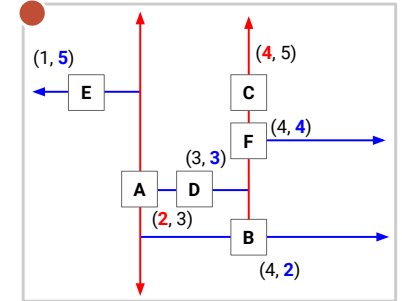 (4, 5)
(1, 5)
E
C
(4, 4)
F
(3, 3)
A
D
(2, 3)
B
(4, 2)